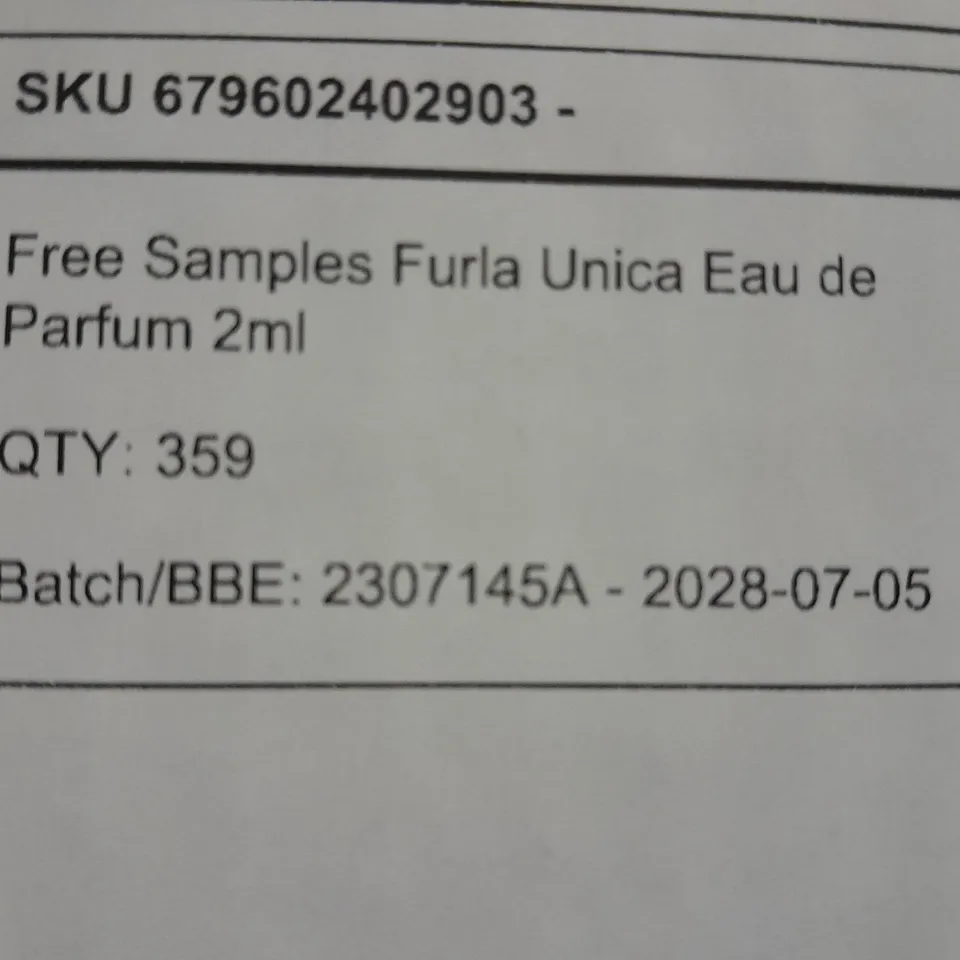 SKU 679602402903 -
Free Samples Furla Unica Eau de
Parfum 2ml
QTY: 359
Batch/BBE: 2307145A - 2028-07-05